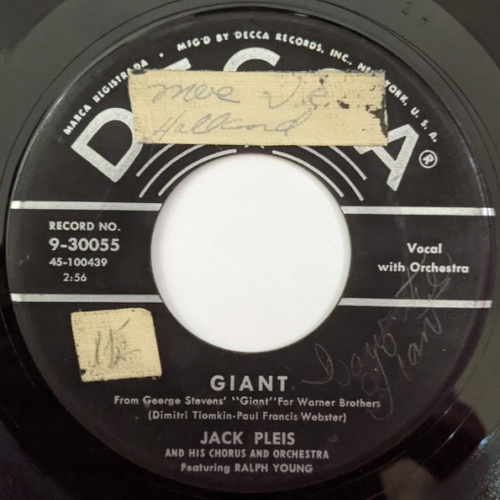 MARCA REGISTRADA • MFG'D BY DECCA RECORDS, INC., NEW YORK, U. S. A.
DECCA®
Holland
RECORD NO.
9-30055
45-100439
2:56
Vocal
with Orchestra
GIANT
From George Stevens' "Giant" For Warner Brothers
(Dimitri Tiomkin-Paul Francis Webster)
JACK PLEIS
AND HIS CHORUS AND ORCHESTRA
Featuring RALPH YOUNG